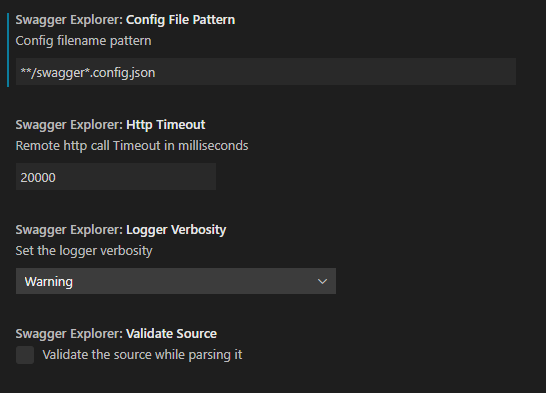 Swagger Explorer: Config File Pattern
Config filename pattern
**/swagger*.config.json
Swagger Explorer: Http Timeout
Remote http call Timeout in milliseconds
20000
Swagger Explorer: Logger Verbosity
Set the logger verbosity
Warning
Swagger Explorer: Validate Source
Validate the source while parsing it